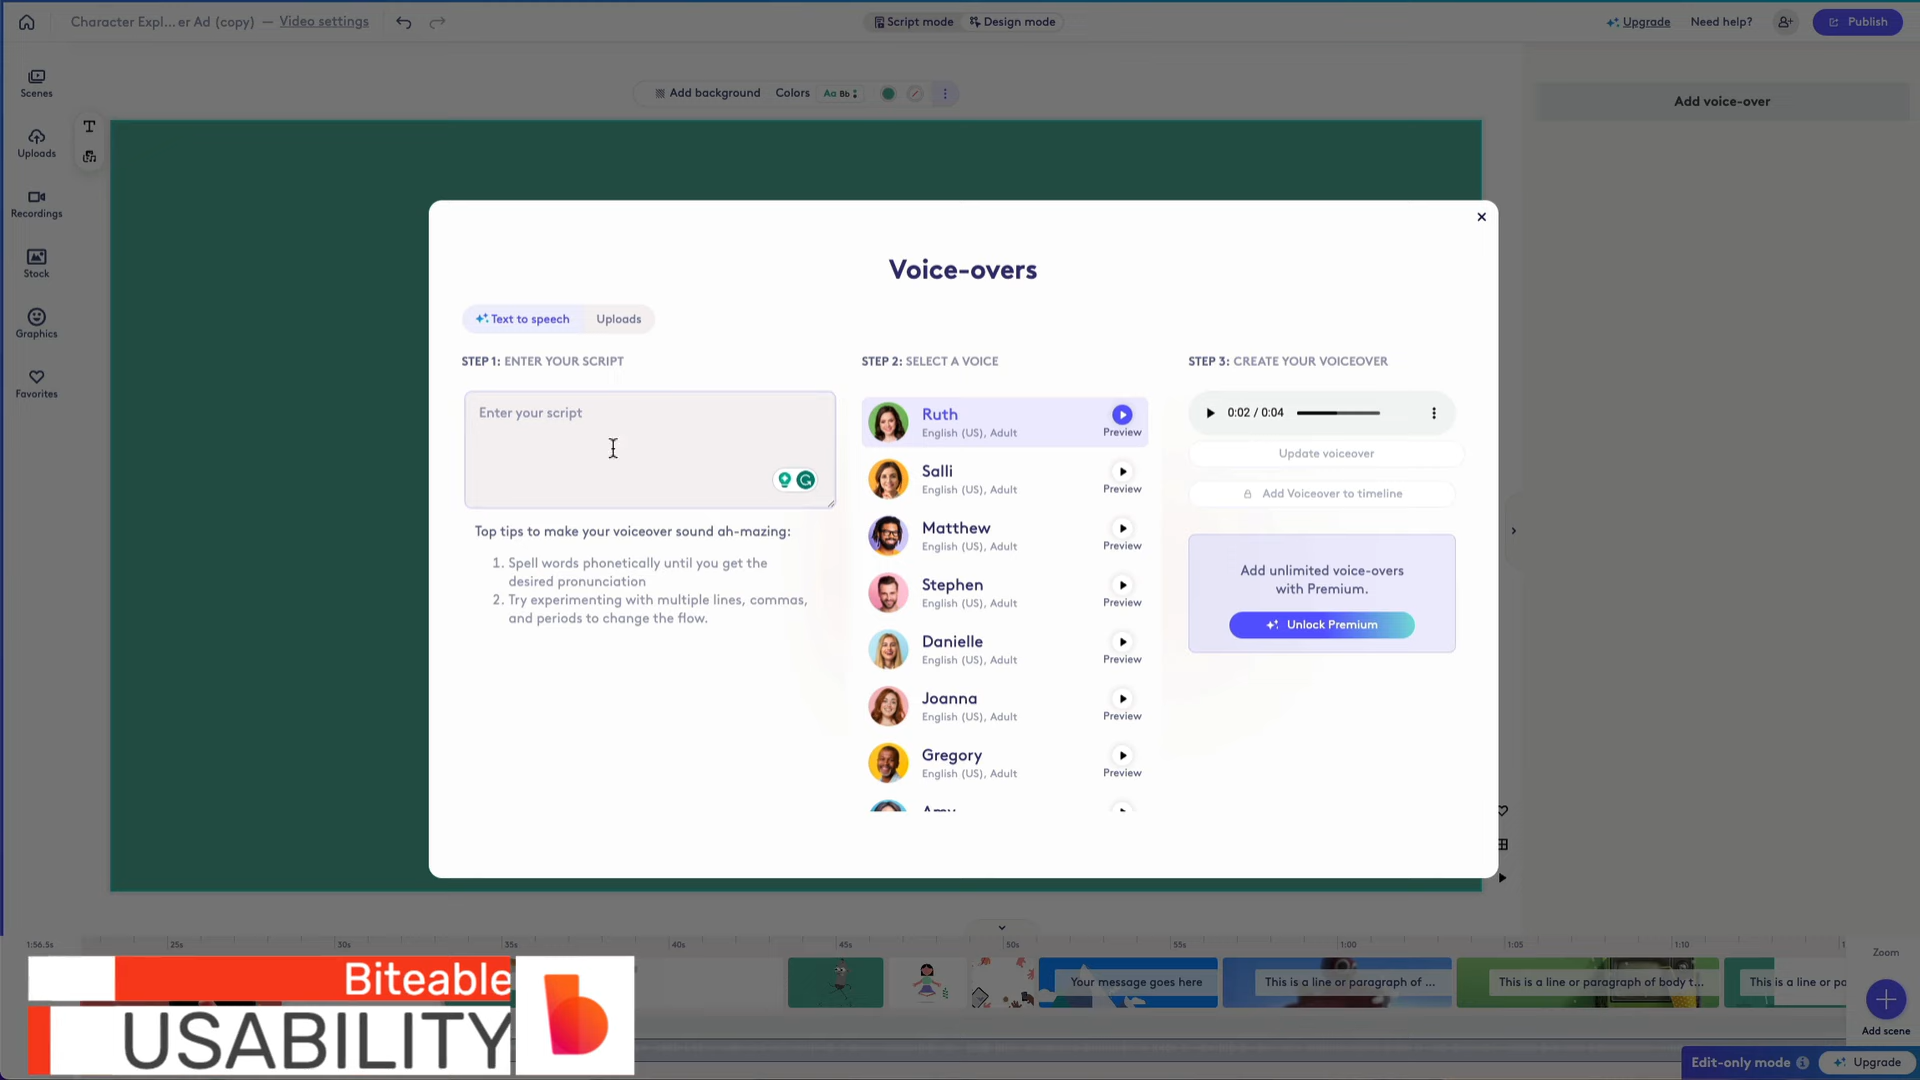 Character Expl...er Ad (copy) — Video settings
Script mode Design mode
Upgrade Need help? Publish
Scenes
Uploads
Recordings
Stock
Graphics
Favorites
T
Add background Colors Aa Bb
Add voice-over
Voice-overs
Text to speech Uploads
STEP 1: ENTER YOUR SCRIPT
Enter your script
Top tips to make your voiceover sound ah-mazing:
1. Spell words phonetically until you get the
desired pronunciation
2. Try experimenting with multiple lines, commas,
and periods to change the flow.
STEP 2: SELECT A VOICE
Ruth
English (US), Adult
Preview
Salli
English (US), Adult
Preview
Matthew
English (US), Adult
Preview
Stephen
English (US), Adult
Preview
Danielle
English (US), Adult
Preview
Joanna
English (US), Adult
Preview
Gregory
English (US), Adult
Preview
STEP 3: CREATE YOUR VOICEOVER
0:02 / 0:04
Update voiceover
Add Voiceover to timeline
Add unlimited voice-overs
with Premium.
Unlock Premium
1:56.5s 25s 30s 35s 40s 45s 50s 55s 1:00 1:05 1:10
Zoom
Your message goes here
This is a line or paragraph of ...
This is a line or paragraph of body t...
This is a line or pa
Add scene
Edit-only mode Upgrade
Biteable
USABILITY
b